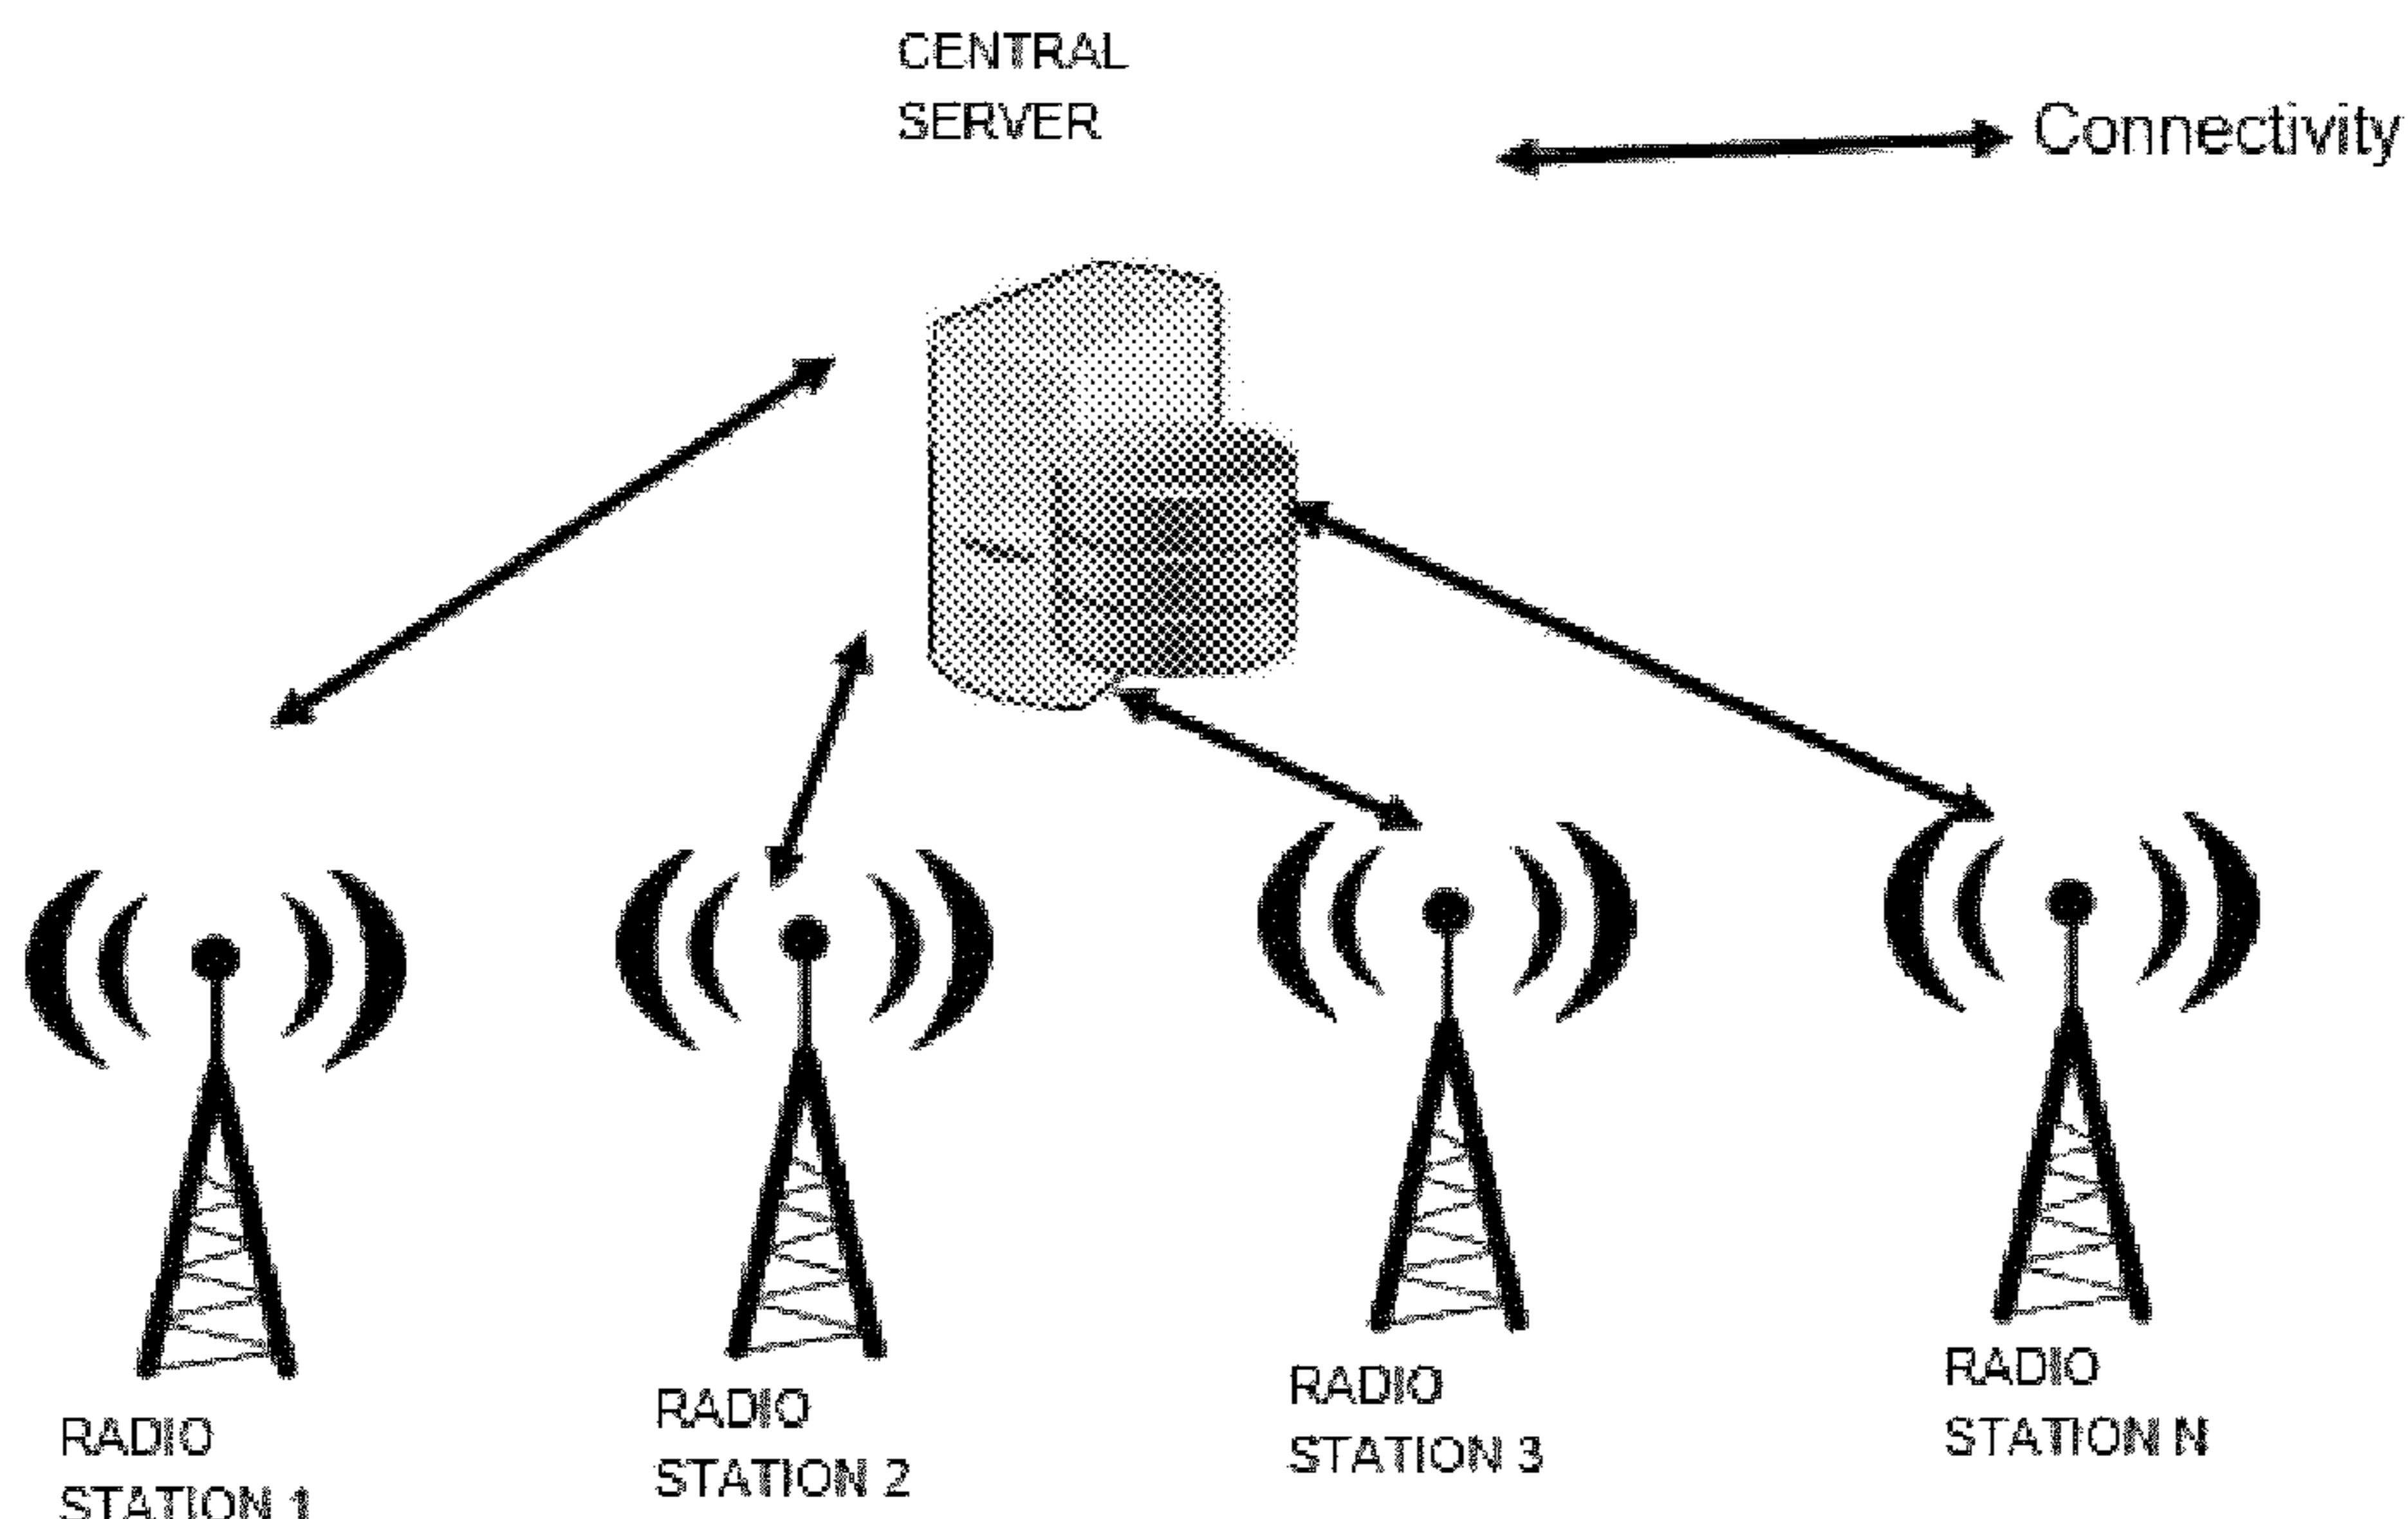 CENTRAL
SERVER
Connectivity
RADIO
STATION 1
RADIO
STATION 2
RADIO
STATION 3
RADIO
STATION N